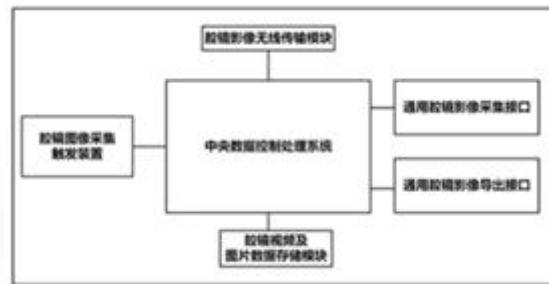 腔镜影像无线传输模块
腔镜图像采集
触发装置
中央数据控制处理系统
通用腔镜影像采集接口
通用腔镜影像导出接口
腔镜视频及
图片数据存储模块